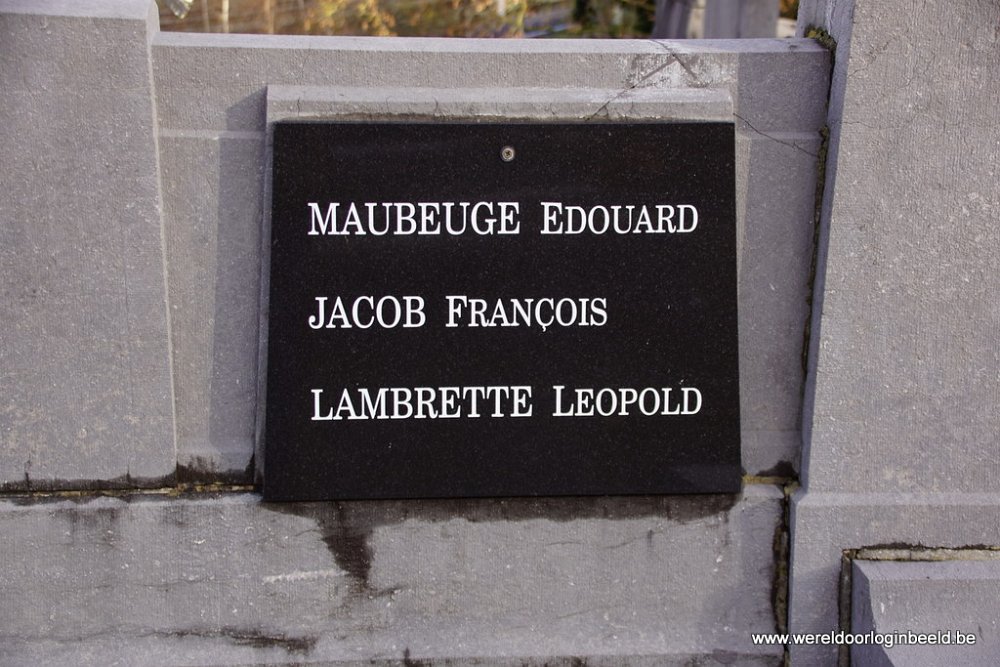 MAUBEUGE EDOUARD
JACOB FRANÇOIS
LAMBRETTE LEOPOLD
www.wereldoorloginbeeld.be